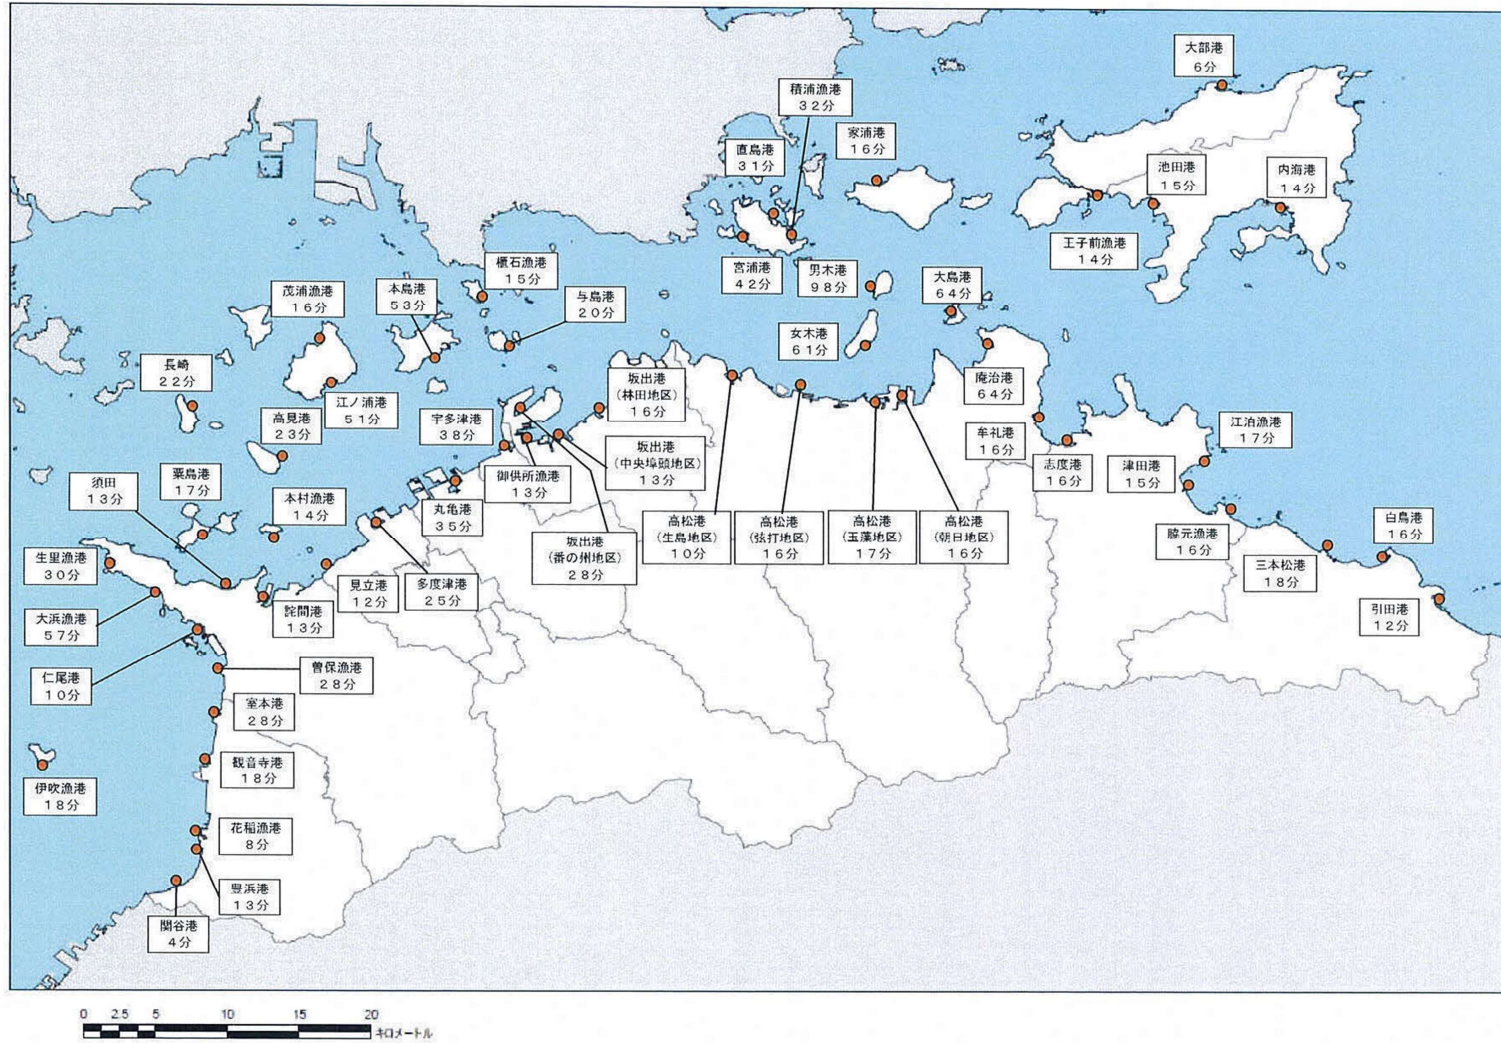 大部港
6分
積浦漁港
32分
家浦港
16分
直島港
31分
池田港
15分
内海港
14分
王子前漁港
14分
宮浦港
42分
男木港
98分
大島港
64分
櫃石漁港
15分
与島港
20分
本島港
53分
茂浦漁港
16分
女木港
61分
庵治港
64分
長崎
22分
江ノ浦港
51分
高見港
23分
宇多津港
38分
坂出港
(林田地区)
16分
坂出港
(中央埠頭地区)
13分
御供所漁港
13分
坂出港
(番の州地区)
28分
丸亀港
35分
牟礼港
16分
志度港
16分
津田港
15分
江泊漁港
17分
須田
13分
粟島港
17分
本村漁港
14分
高松港
(生島地区)
10分
高松港
(弦打地区)
16分
高松港
(玉藻地区)
17分
高松港
(朝日地区)
16分
脇元漁港
16分
三本松港
18分
白鳥港
16分
引田港
12分
生里漁港
30分
大浜漁港
57分
詫間港
13分
見立港
12分
多度津港
25分
仁尾港
10分
曽保漁港
28分
室本港
28分
観音寺港
18分
伊吹漁港
18分
花稲漁港
8分
豊浜港
13分
関谷港
4分
0 2.5 5 10 15 20
キロメートル